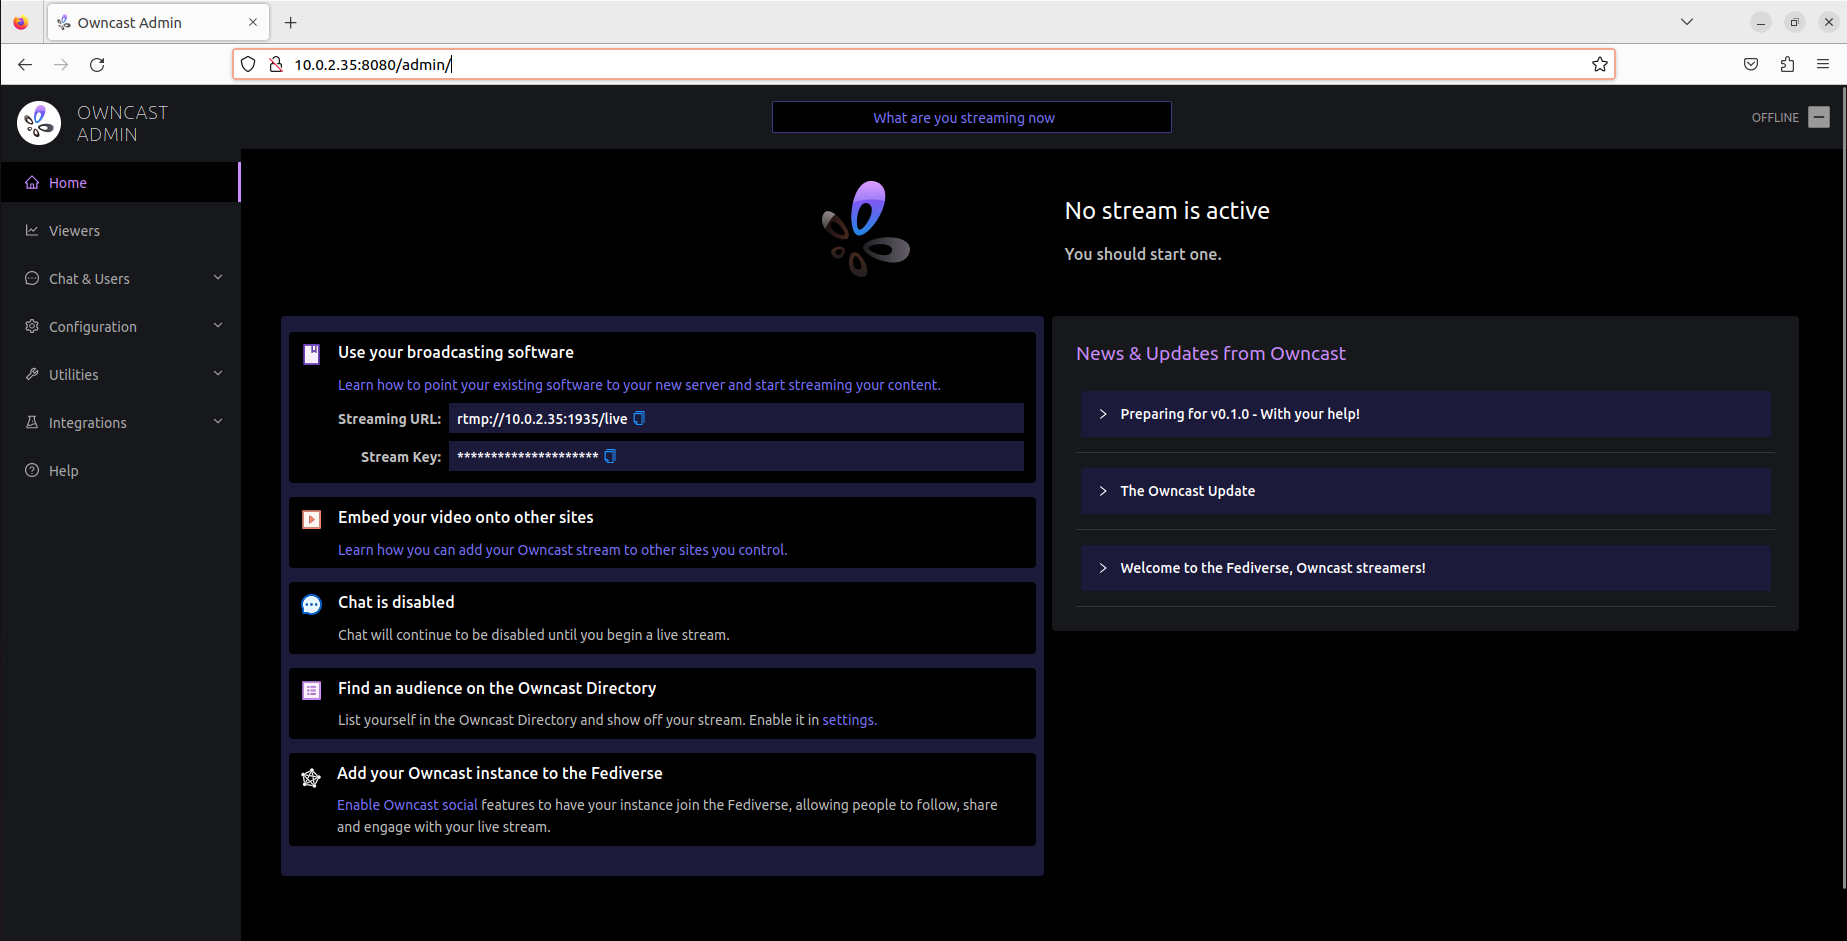 Owncast Admin
10.0.2.35:8080/admin/
OWNCAST
ADMIN
What are you streaming now
OFFLINE
Home
Viewers
Chat & Users
Configuration
Utilities
Integrations
Help
No stream is active
You should start one.
Use your broadcasting software
Learn how to point your existing software to your new server and start streaming your content.
Streaming URL: rtmp://10.0.2.35:1935/live
Stream Key: *********************
Embed your video onto other sites
Learn how you can add your Owncast stream to other sites you control.
Chat is disabled
Chat will continue to be disabled until you begin a live stream.
Find an audience on the Owncast Directory
List yourself in the Owncast Directory and show off your stream. Enable it in settings.
Add your Owncast instance to the Fediverse
Enable Owncast social features to have your instance join the Fediverse, allowing people to follow, share
and engage with your live stream.
News & Updates from Owncast
Preparing for v0.1.0 - With your help!
The Owncast Update
Welcome to the Fediverse, Owncast streamers!